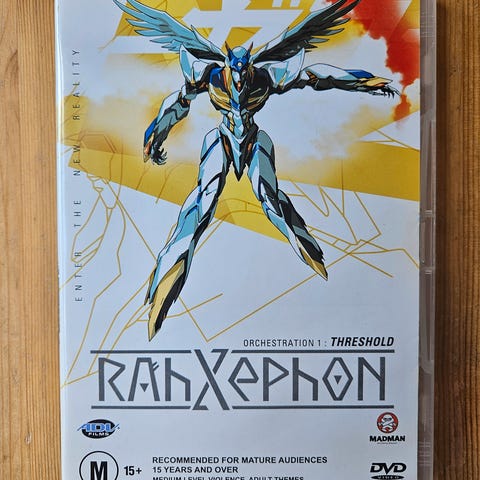 ENTER THE NEW REALITY
ORCHESTRATION 1 : THRESHOLD
RAhXephON
ADV
FILMS
MADMAN
M
15+
RECOMMENDED FOR MATURE AUDIENCES
15 YEARS AND OVER
MEDIUM LEVEL VIOLENCE, ADULT THEMES
DVD
VIDEO